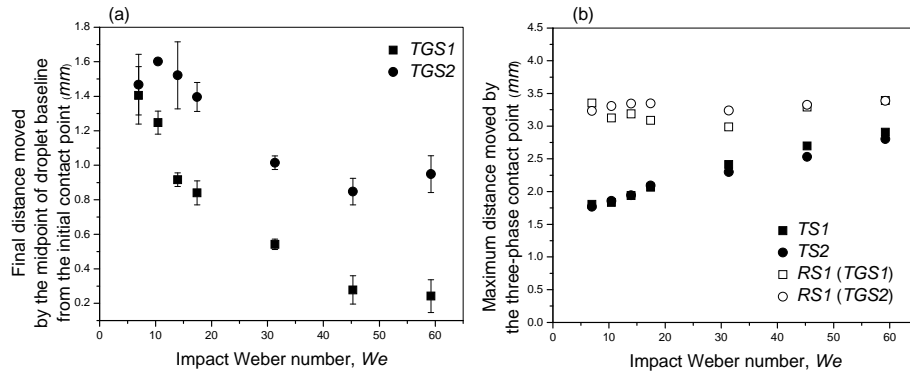 (a)
1.8
1.6
1.4
1.2
1.0
0.8
0.6
0.4
0.2
0 10 20 30 40 50 60
Final distance moved
by the midpoint of droplet baseline
from the initial contact point (mm)
Impact Weber number, We
TGS1
TGS2
(b)
4.5
4.0
3.5
3.0
2.5
2.0
1.5
1.0
0.5
0.0
0 10 20 30 40 50 60
Maximum distance moved by
the three-phase contact point (mm)
Impact Weber number, We
TS1
TS2
RS1 (TGS1)
RS1 (TGS2)